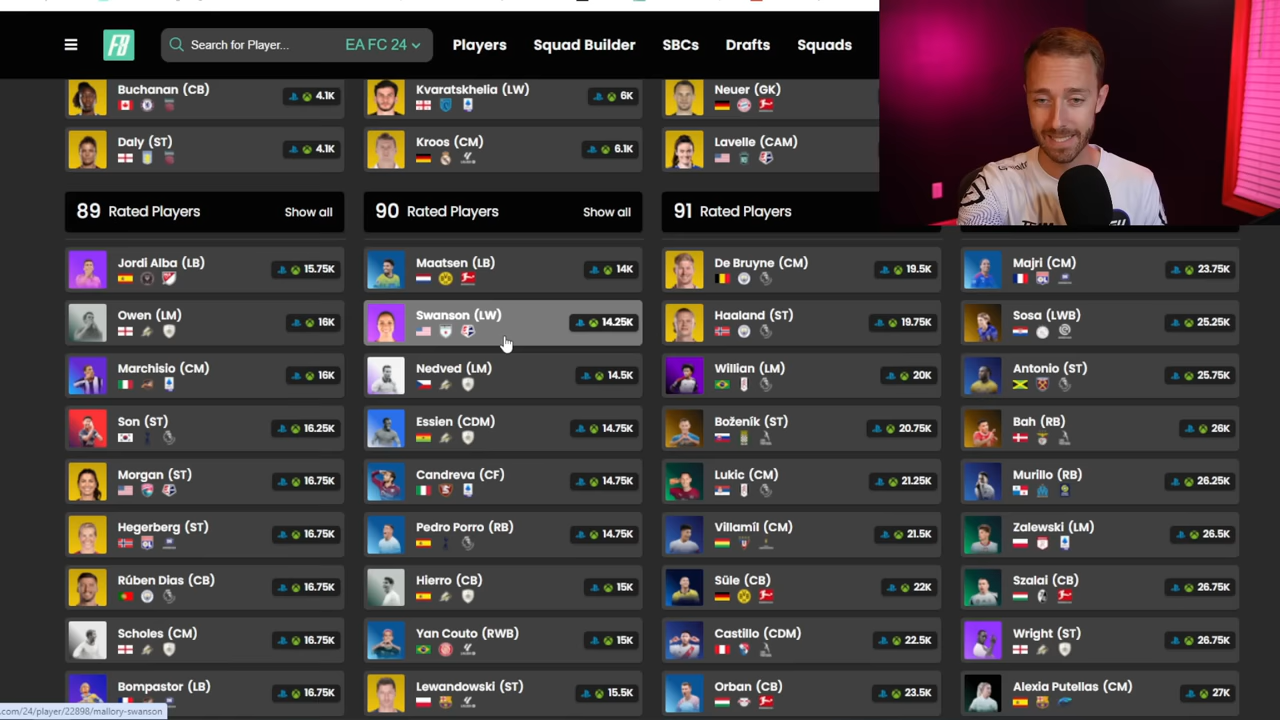 F8
Search for Player...
EA FC 24
Players
Squad Builder
SBCs
Drafts
Squads
Buchanan (CB)
4.1K
Kvaratskhelia (LW)
6K
Neuer (GK)
Daly (ST)
4.1K
Kroos (CM)
6.1K
Lavelle (CAM)
89 Rated Players
Show all
90 Rated Players
Show all
91 Rated Players
Jordi Alba (LB)
15.75K
Maatsen (LB)
14K
De Bruyne (CM)
19.5K
Majri (CM)
23.75K
Owen (LM)
16K
Swanson (LW)
14.25K
Haaland (ST)
19.75K
Sosa (LWB)
25.25K
Marchisio (CM)
16K
Nedved (LM)
14.5K
Willian (LM)
20K
Antonio (ST)
25.75K
Son (ST)
16.25K
Essien (CDM)
14.75K
Boženík (ST)
20.75K
Bah (RB)
26K
Morgan (ST)
16.75K
Candreva (CF)
14.75K
Lukic (CM)
21.25K
Murillo (RB)
26.25K
Hegerberg (ST)
16.75K
Pedro Porro (RB)
14.75K
Villamíl (CM)
21.5K
Zalewski (LM)
26.5K
Rúben Dias (CB)
16.75K
Hierro (CB)
15K
Süle (CB)
22K
Szalai (CB)
26.75K
Scholes (CM)
16.75K
Yan Couto (RWB)
15K
Castillo (CDM)
22.5K
Wright (ST)
26.75K
Bompastor (LB)
16.75K
Lewandowski (ST)
15.5K
Orban (CB)
23.5K
Alexia Putellas (CM)
27K
.com/24/player/22898/mallory-swanson